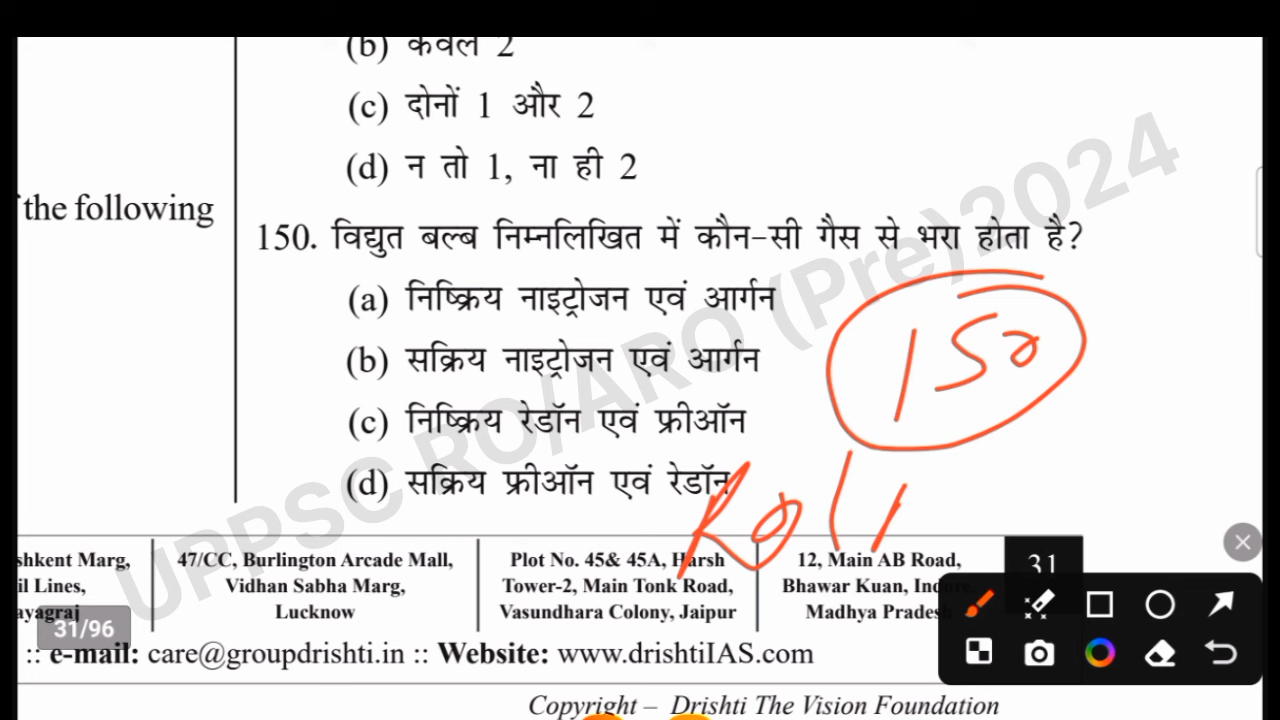 (b) केवल 2
(c) दोनों 1 और 2
the following
(d) न तो 1, ना ही 2
150. विद्युत बल्ब निम्नलिखित में कौन-सी गैस से भरा होता है?
(a) निष्क्रिय नाइट्रोजन एवं आर्गन
(b) सक्रिय नाइट्रोजन एवं आर्गन
(c) निष्क्रिय रेडॉन एवं फ्रीऑन
(d) सक्रिय फ्रीऑन एवं रेडॉन
UPPSC RO/ARO (Pre) 2024
150
shkent Marg,
il Lines,
ayagraj
47/CC, Burlington Arcade Mall,
Vidhan Sabha Marg,
Lucknow
Plot No. 45& 45A, Harsh
Tower-2, Main Tonk Road,
Vasundhara Colony, Jaipur
12, Main AB Road,
Bhawar Kuan, Indore,
Madhya Pradesh
31
31/96
:: e-mail: care@groupdrishti.in :: Website: www.drishtiIAS.com
Copyright – Drishti The Vision Foundation